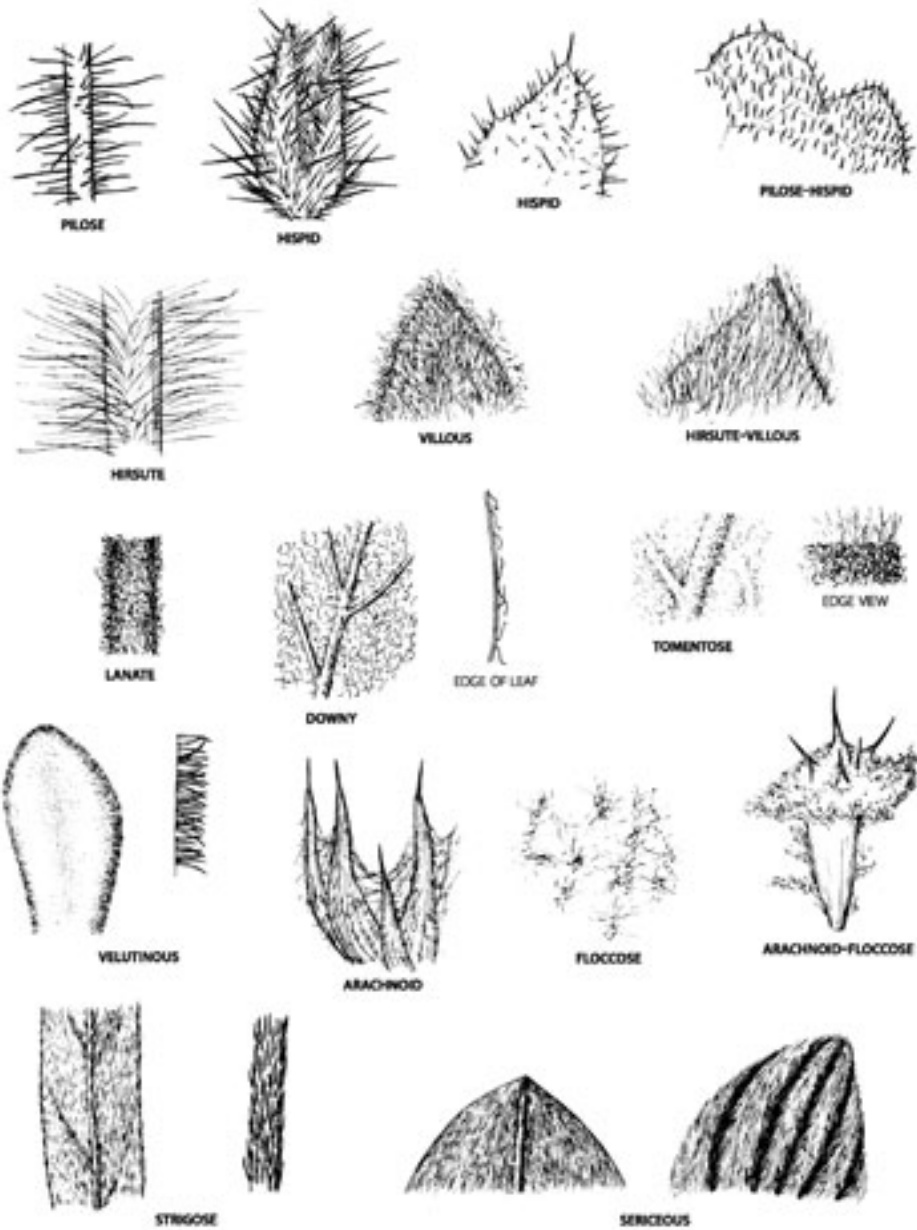 PILOSE
HISPID
HISPID
PILOSE-HISPID
HIRSUTE
VILLOUS
HIRSUTE-VILLOUS
LANATE
DOWNY
EDGE OF LEAF
TOMENTOSE
EDGE VIEW
VELUTINOUS
ARACHNOID
FLOCCOSE
ARACHNOID-FLOCCOSE
STRIGOSE
SERICEOUS